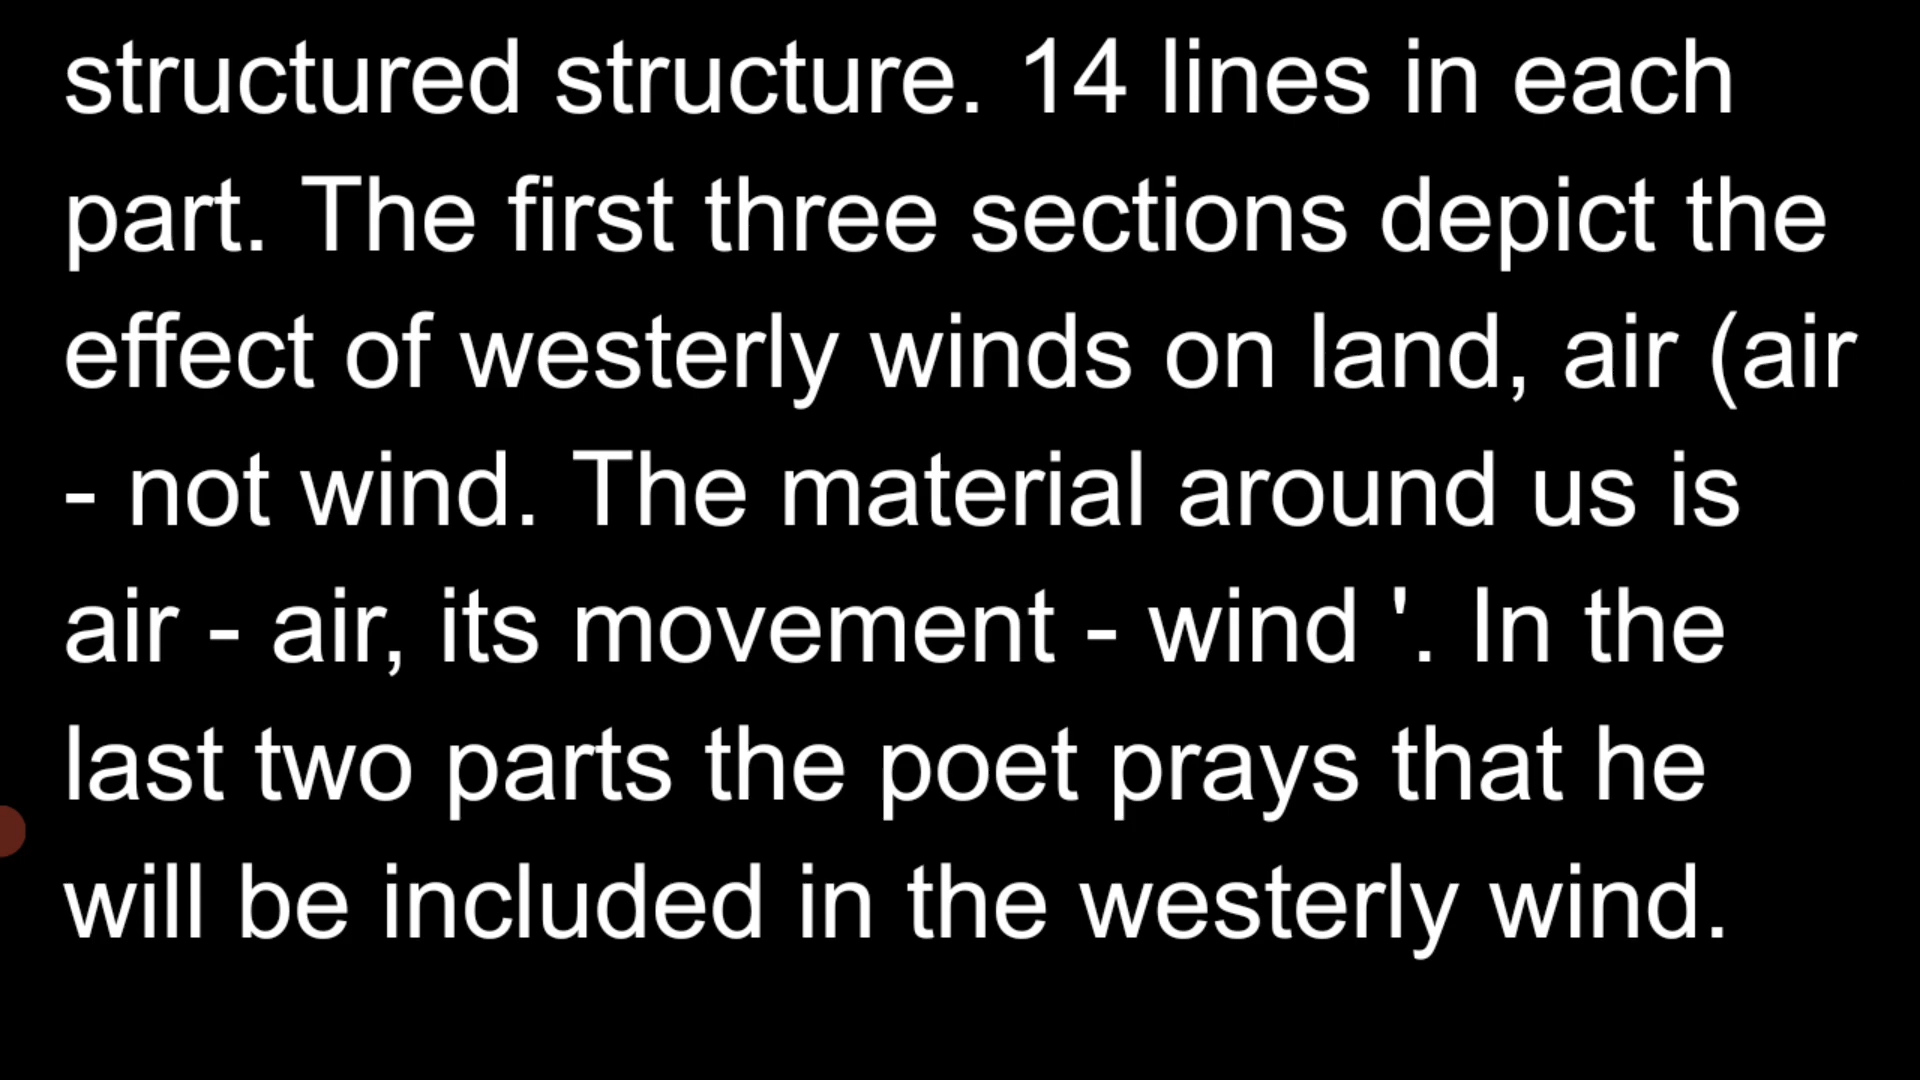 structured structure. 14 lines in each
part. The first three sections depict the
effect of westerly winds on land, air (air
- not wind. The material around us is
air - air, its movement - wind '. In the
last two parts the poet prays that he
will be included in the westerly wind.